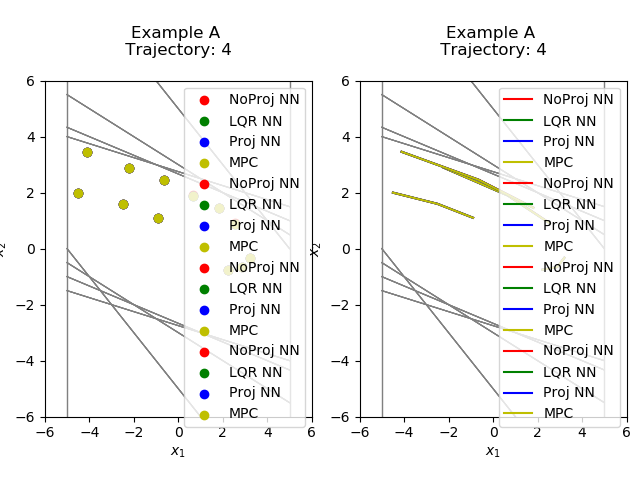 Example A
Trajectory: 4
6
4
2
0
−2
−4
−6
x₂
−6
−4
−2
0
2
4
6
x₁
NoProj NN
LQR NN
Proj NN
MPC
NoProj NN
LQR NN
Proj NN
MPC
NoProj NN
LQR NN
Proj NN
MPC
NoProj NN
LQR NN
Proj NN
MPC
Example A
Trajectory: 4
6
4
2
0
−2
−4
−6
x₂
−6
−4
−2
0
2
4
6
x₁
NoProj NN
LQR NN
Proj NN
MPC
NoProj NN
LQR NN
Proj NN
MPC
NoProj NN
LQR NN
Proj NN
MPC
NoProj NN
LQR NN
Proj NN
MPC